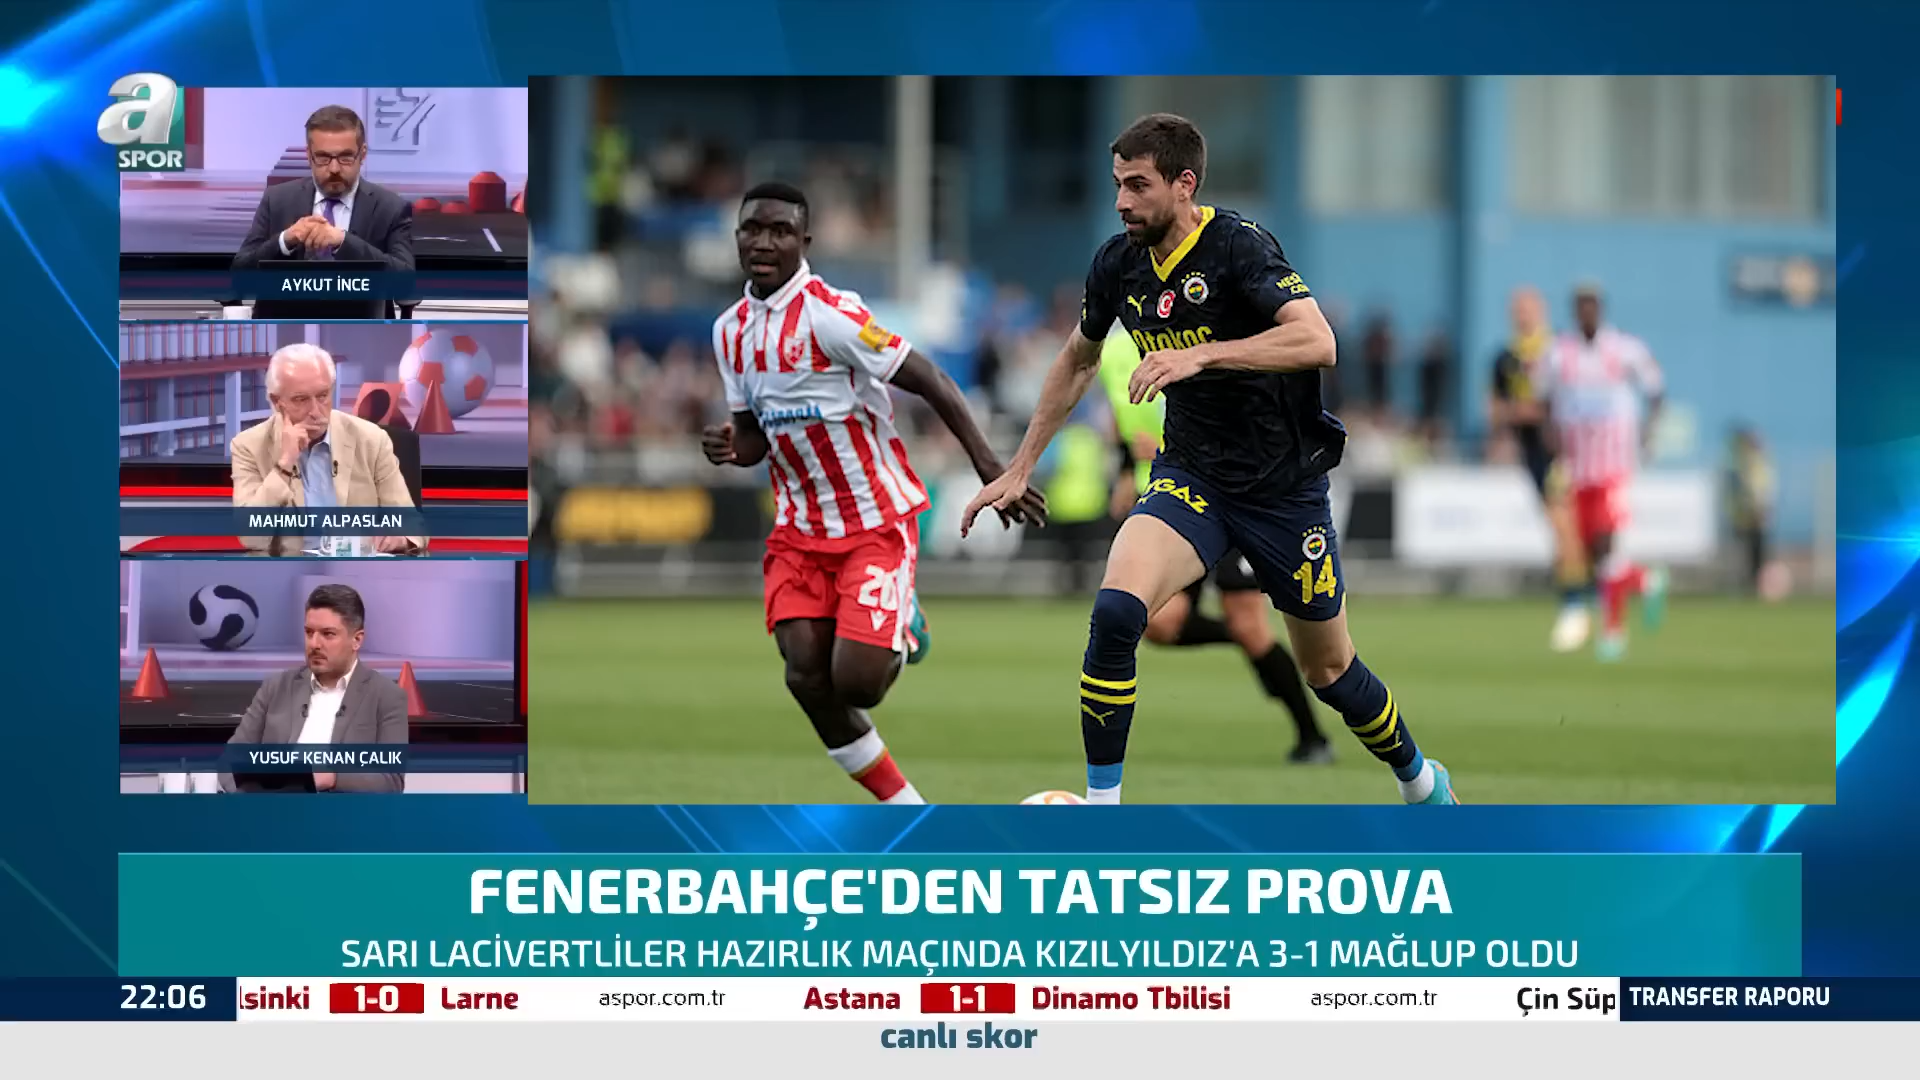 a
SPOR
AYKUT İNCE
MAHMUT ALPASLAN
YUSUF KENAN ÇALIK
Otokoç
20
14
FENERBAHÇE'DEN TATSIZ PROVA
SARI LACİVERTLİLER HAZIRLIK MAÇINDA KIZILYILDIZ'A 3-1 MAĞLUP OLDU
22:06 lsinki 1-0 Larne aspor.com.tr Astana 1-1 Dinamo Tbilisi aspor.com.tr Çin Süp TRANSFER RAPORU
canlı skor